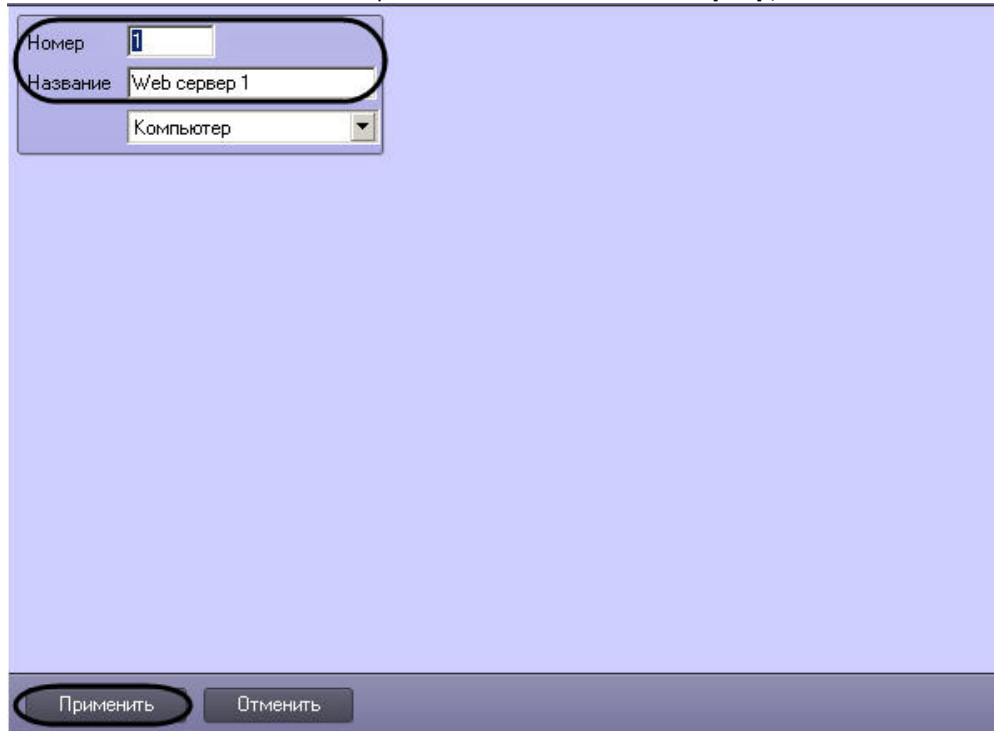 Номер 1
Название Web сервер 1
Компьютер
Применить Отменить